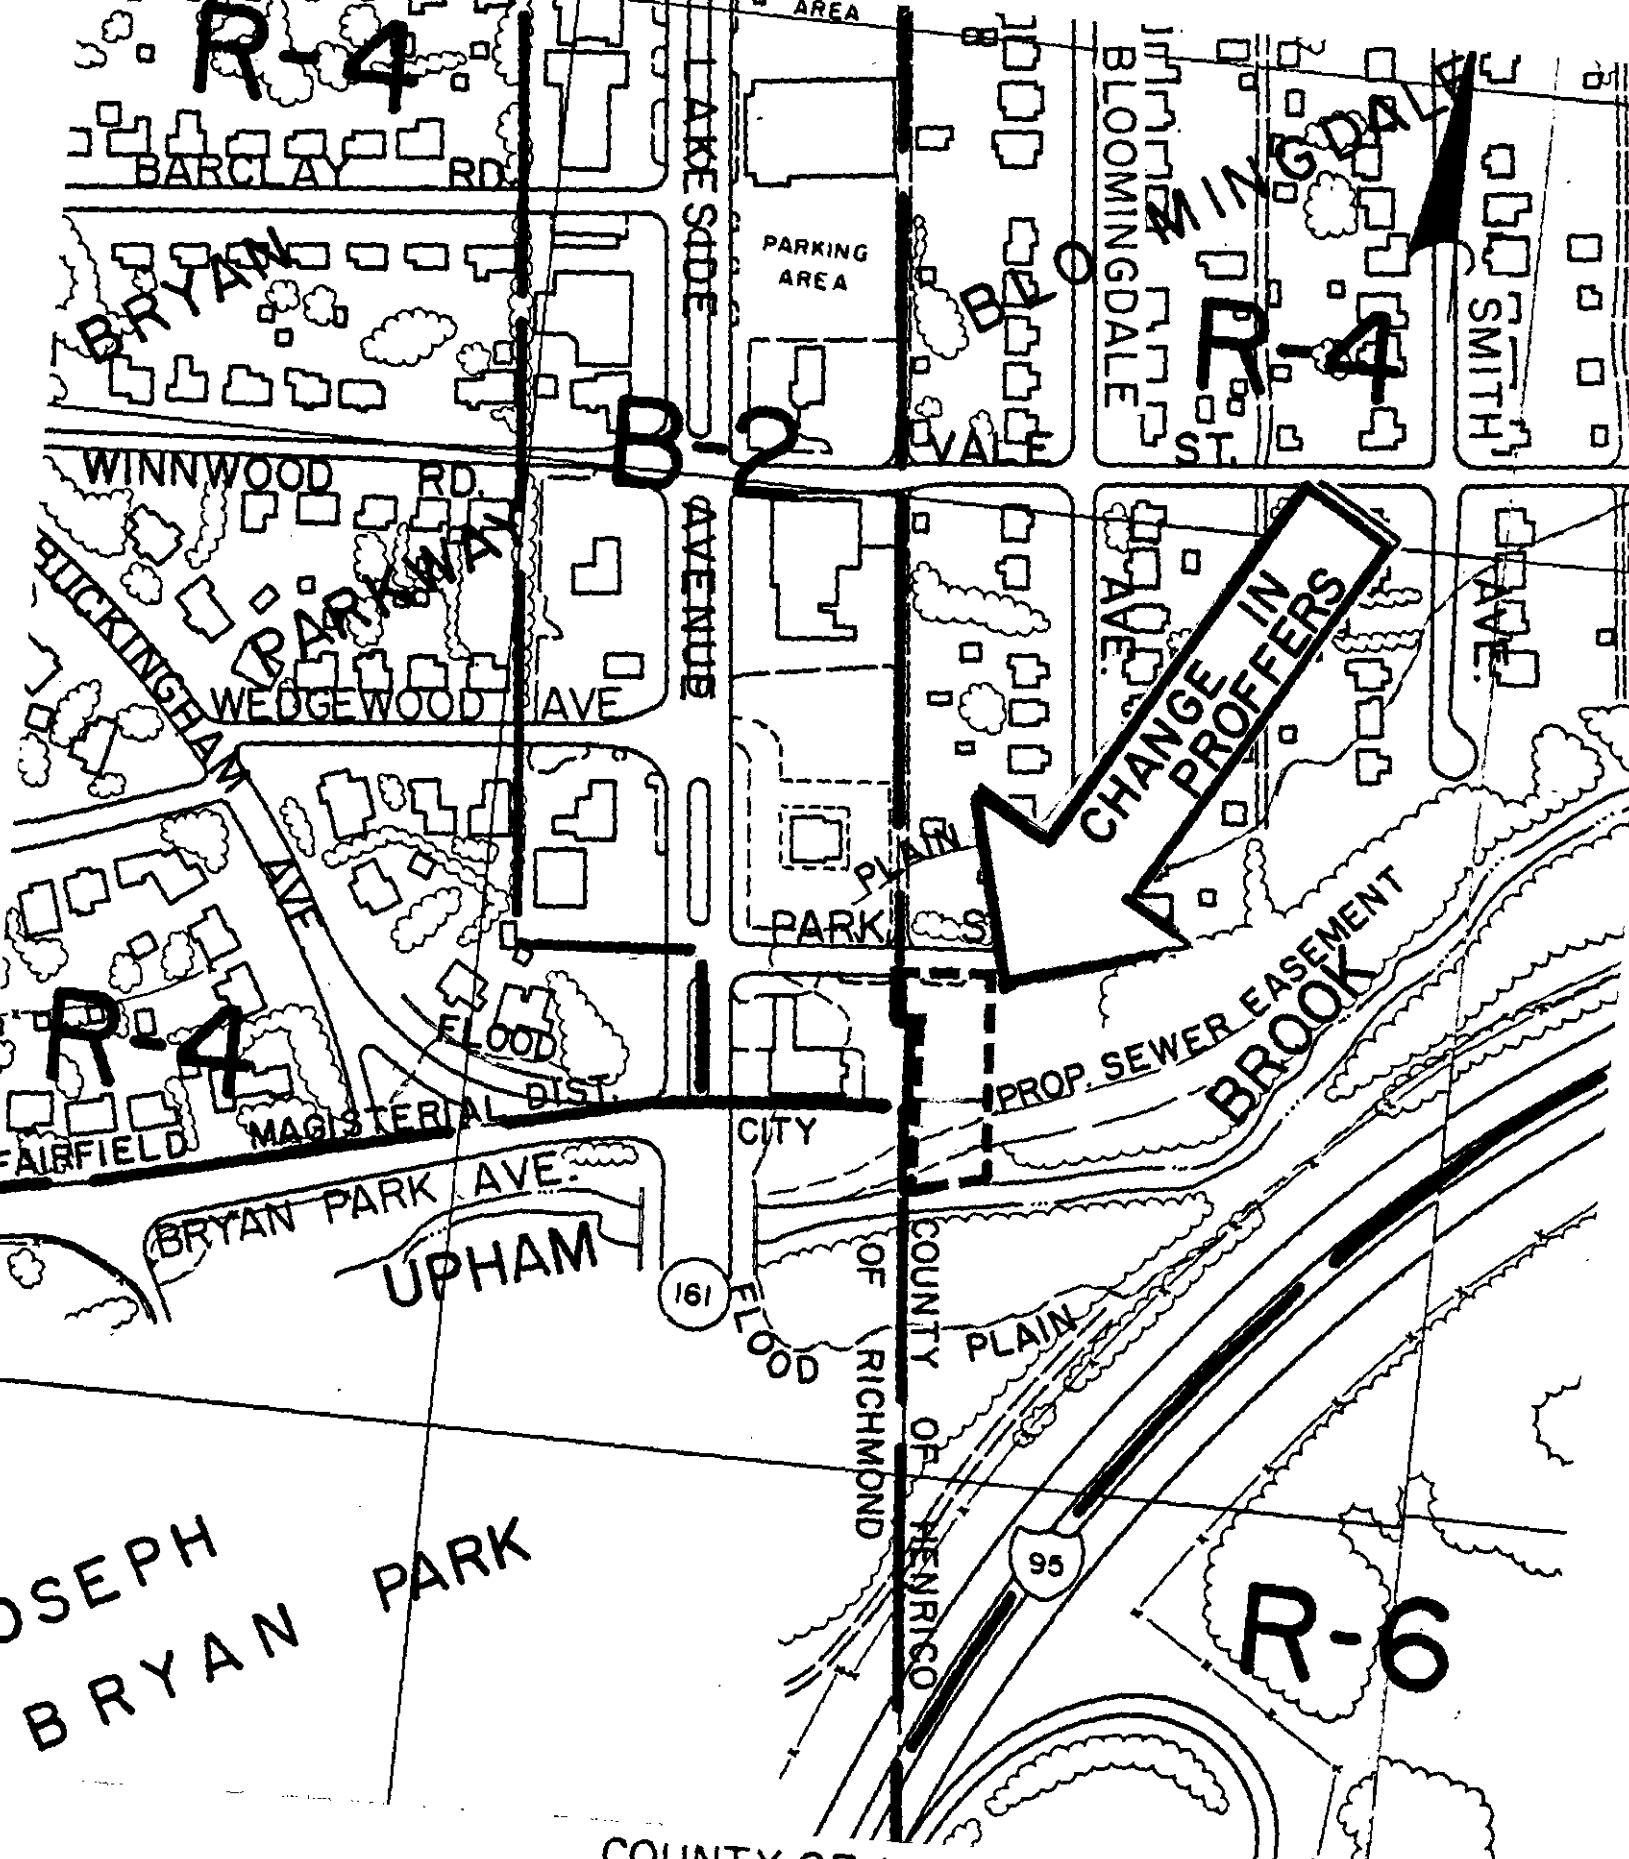 AREA
R-4
BARCLAY RD.
LAKESIDE
BLOOMINGDALE
BLOOMINGDALE
PARKING
AREA
BRYAN
R-4
SMITH
B-2
VALE ST.
WINNWOOD RD.
AVENUE
PARKWAY
BUCKINGHAM
AVE.
AVE.
CHANGE IN
PROFFERS
WEDGEWOOD AVE
PLAIN
AVE
PARK S
R-4
FLOOD
PROP. SEWER EASEMENT
BROOK
DIST.
FAIRFIELD MAGISTERIAL
CITY
BRYAN PARK AVE.
UPHAM
161
FLOOD
OF RICHMOND
COUNTY OF HENRICO
PLAIN
95
JOSEPH
BRYAN PARK
R-6